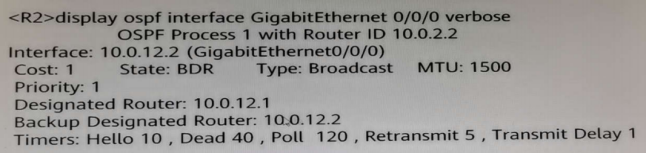 <R2>display ospf interface GigabitEthernet 0/0/0 verbose
OSPF Process 1 with Router ID 10.0.2.2
Interface: 10.0.12.2 (GigabitEthernet0/0/0)
Cost: 1 State: BDR Type: Broadcast MTU: 1500
Priority: 1
Designated Router: 10.0.12.1
Backup Designated Router: 10.0.12.2
Timers: Hello 10 , Dead 40 , Poll 120 , Retransmit 5 , Transmit Delay 1